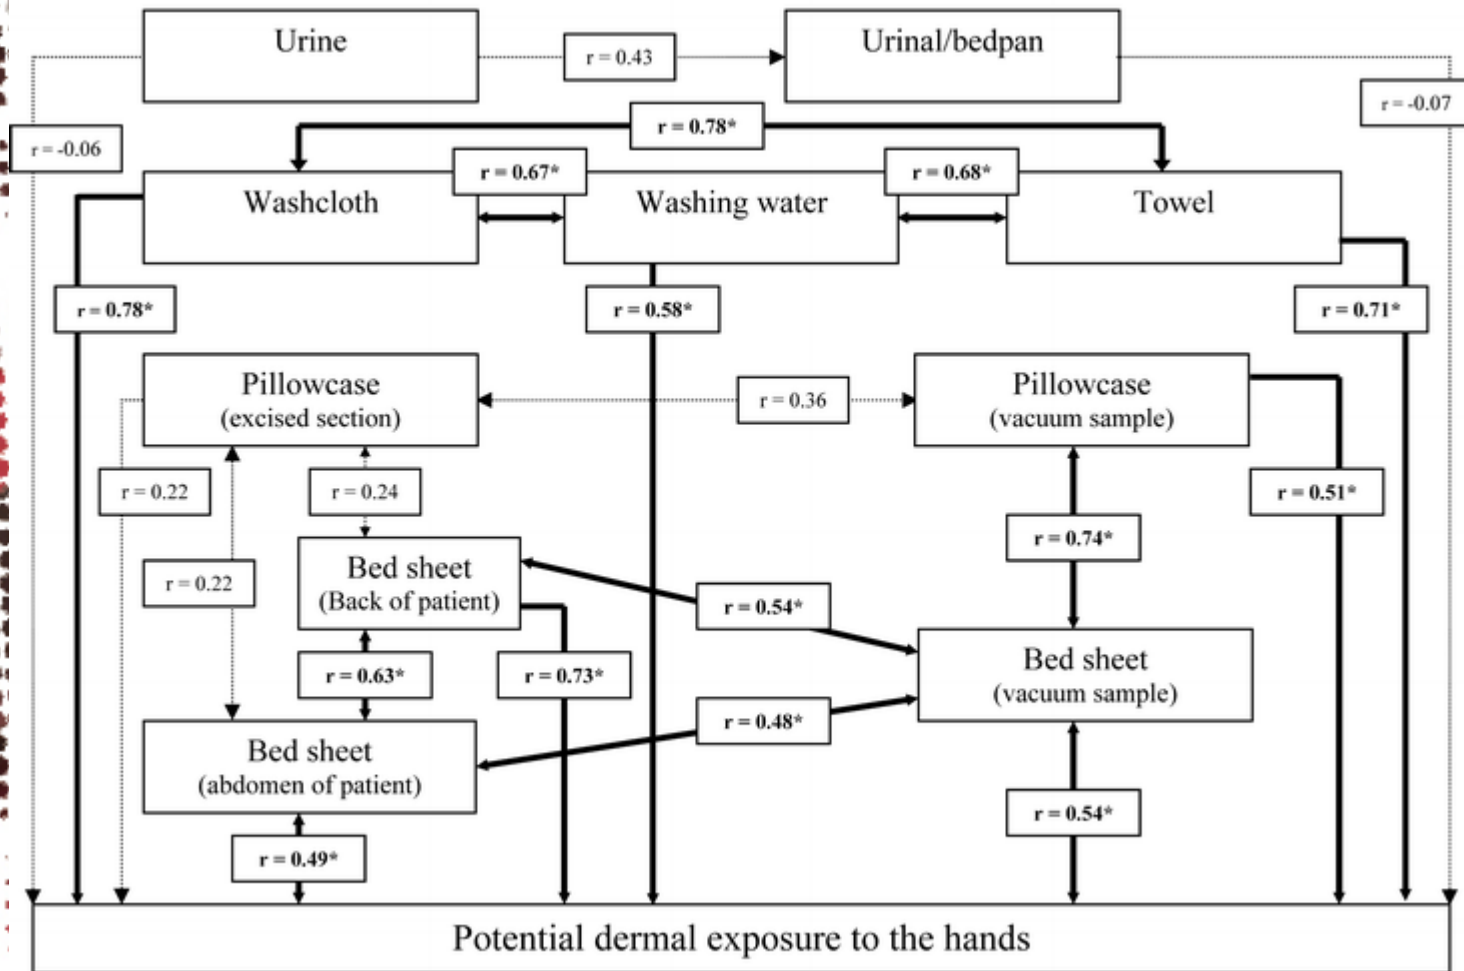 Urine
r = 0.43
Urinal/bedpan
r = -0.07
r = 0.78*
r = -0.06
r = 0.67*
r = 0.68*
Washcloth
Washing water
Towel
r = 0.78*
r = 0.58*
r = 0.71*
Pillowcase
(excised section)
r = 0.36
Pillowcase
(vacuum sample)
r = 0.22
r = 0.24
r = 0.51*
r = 0.74*
r = 0.22
Bed sheet
(Back of patient)
r = 0.54*
r = 0.63*
r = 0.73*
Bed sheet
(vacuum sample)
r = 0.48*
Bed sheet
(abdomen of patient)
r = 0.54*
r = 0.49*
Potential dermal exposure to the hands